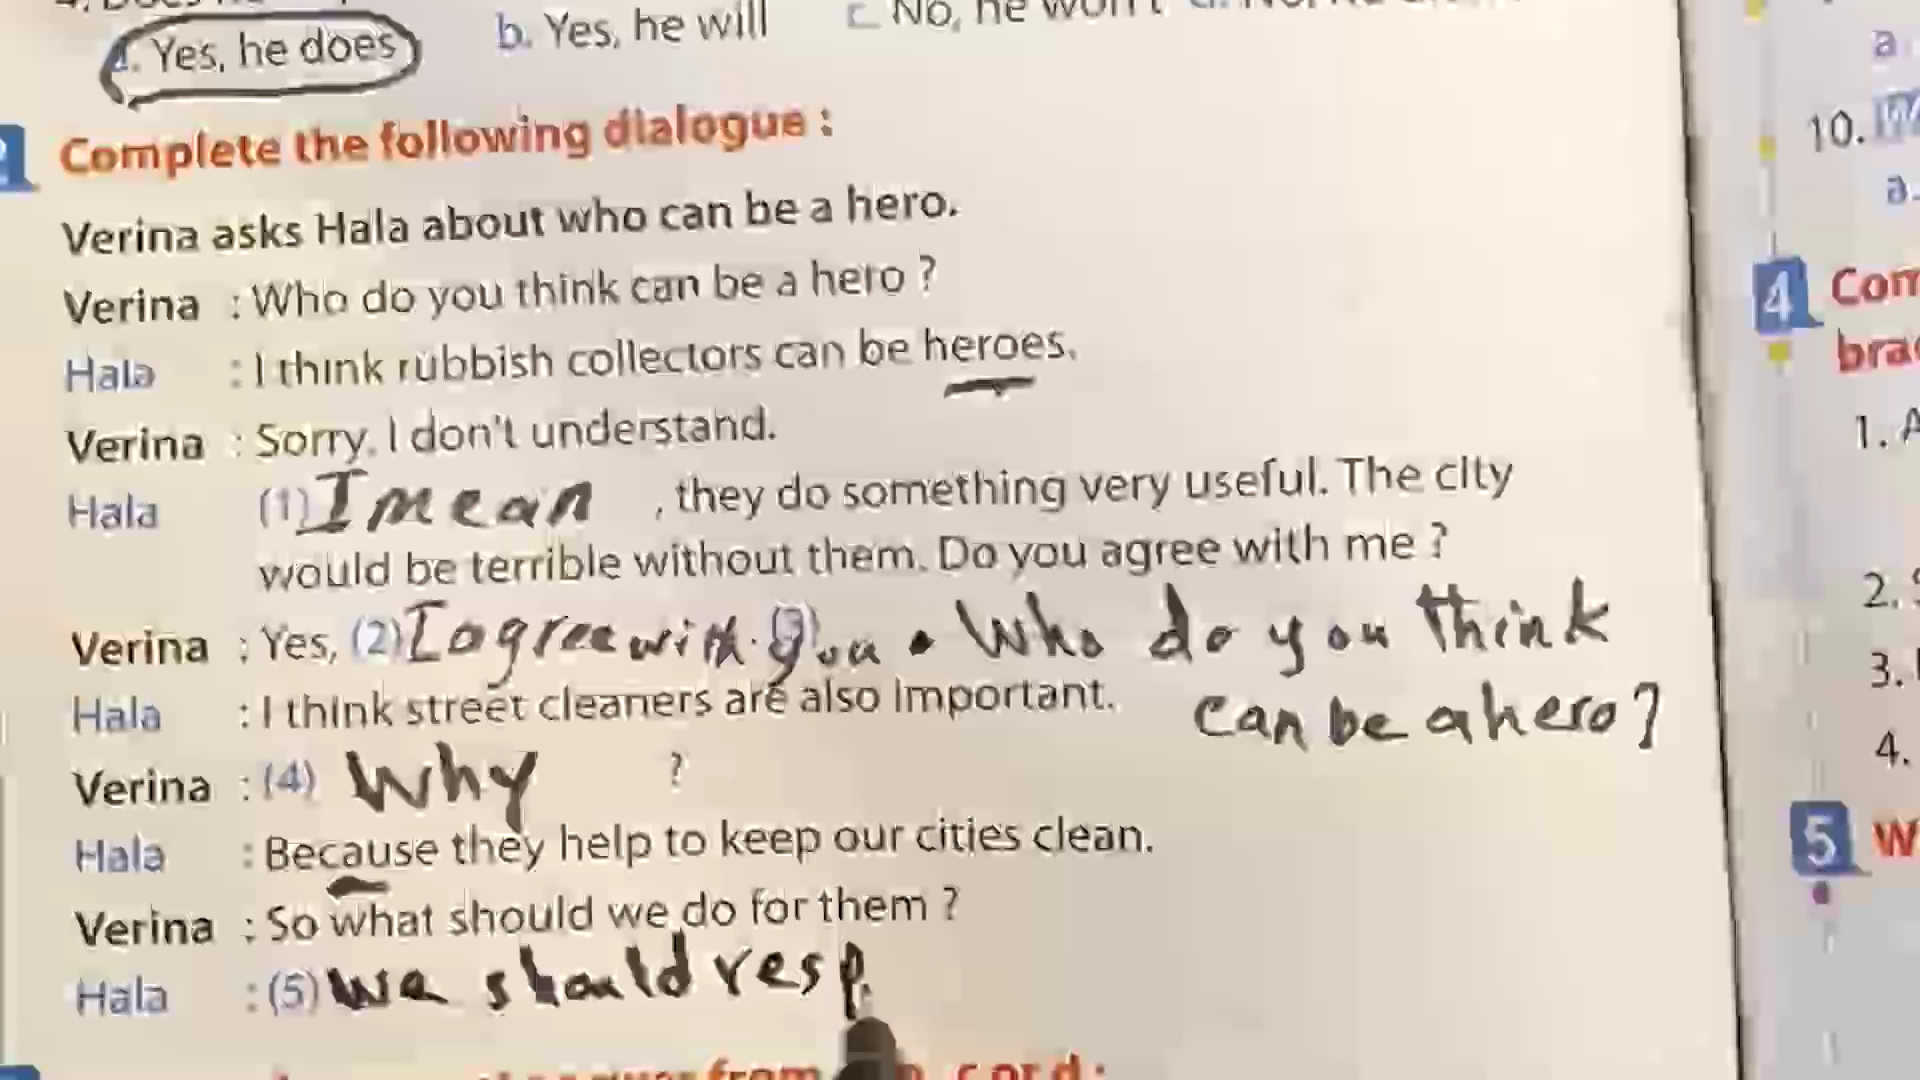 a. Yes, he does b. Yes, he will c. No, he won't
Complete the following dialogue :
Verina asks Hala about who can be a hero.
Verina : Who do you think can be a hero ?
Hala : I think rubbish collectors can be heroes.
Verina : Sorry. I don't understand.
Hala (1) I mean , they do something very useful. The city
would be terrible without them. Do you agree with me ?
Verina : Yes, (2) I agree with you . Who do you think
can be a hero?
Hala : I think street cleaners are also important.
Verina : (4) Why ?
Hala : Because they help to keep our cities clean.
Verina : So what should we do for them ?
Hala : (5) We should resp
a.
10.
a.
4 Com
bra
1. A
2. S
3.
4.
5 W